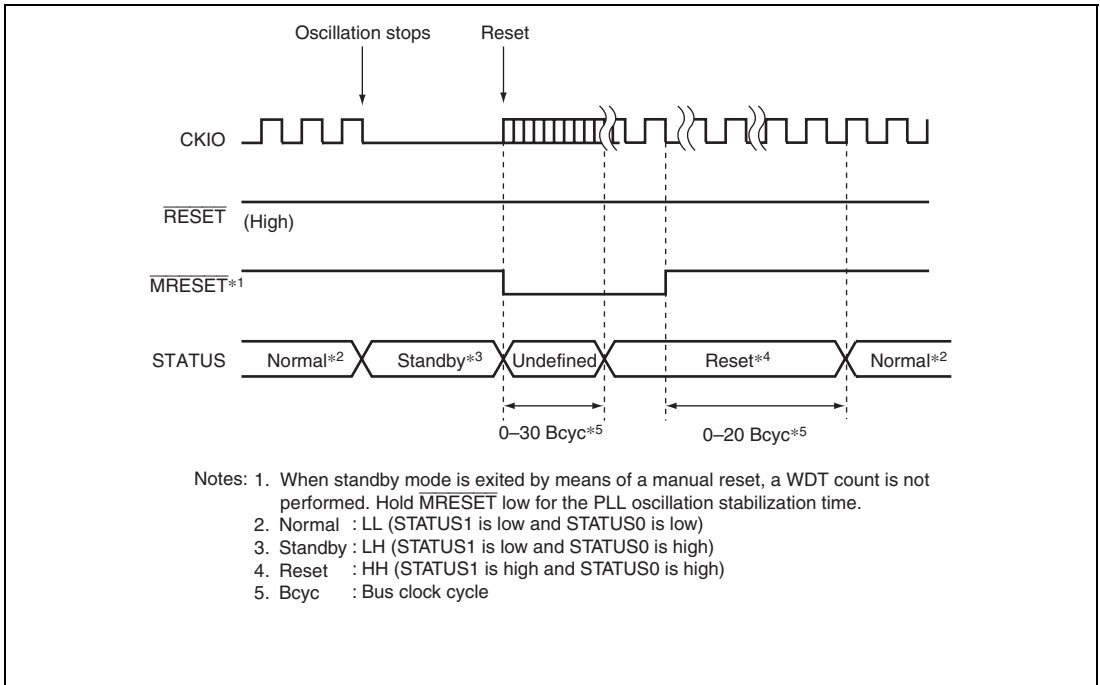 Oscillation stops Reset
CKIO
RESET (High)
MRESET*1
STATUS Normal*2 Standby*3 Undefined Reset*4 Normal*2
0–30 Bcyc*5 0–20 Bcyc*5
Notes: 1. When standby mode is exited by means of a manual reset, a WDT count is not
performed. Hold MRESET low for the PLL oscillation stabilization time.
2. Normal : LL (STATUS1 is low and STATUS0 is low)
3. Standby : LH (STATUS1 is low and STATUS0 is high)
4. Reset : HH (STATUS1 is high and STATUS0 is high)
5. Bcyc : Bus clock cycle